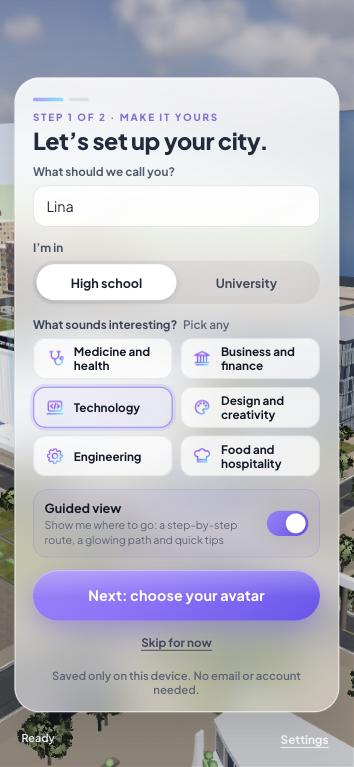 STEP 1 OF 2 · MAKE IT YOURS
Let’s set up your city.
What should we call you?
Lina
I’m in
High school
University
What sounds interesting? Pick any
Medicine and
health
Business and
finance
Technology
Design and
creativity
Engineering
Food and
hospitality
Guided view
Show me where to go: a step-by-step
route, a glowing path and quick tips
Next: choose your avatar
Skip for now
Saved only on this device. No email or account
needed.
Ready
Settings